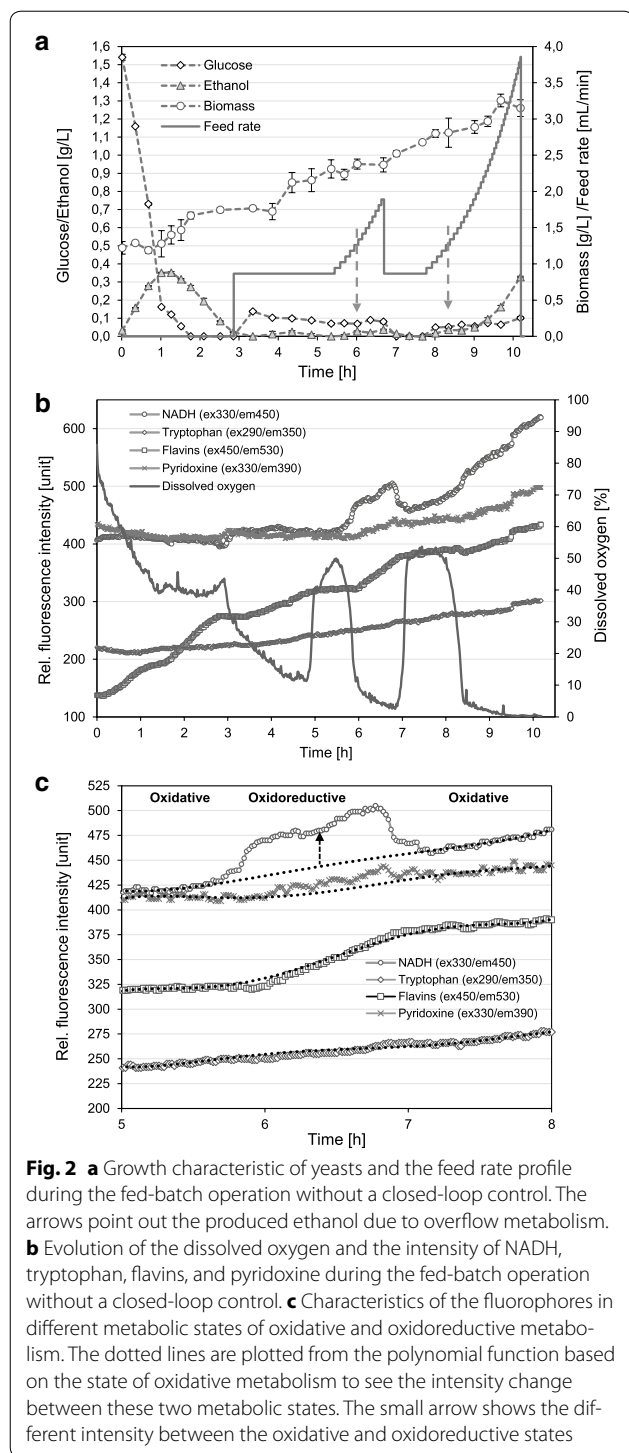 a
1,6
1,5
1,4
1,3
1,2
1,1
1,0
0,9
0,8
0,7
0,6
0,5
0,4
0,3
0,2
0,1
0,0
Glucose/Ethanol [g/L]
Glucose
Ethanol
Biomass
Feed rate
4,0
3,5
3,0
2,5
2,0
1,5
1,0
0,5
0,0
Biomass [g/L] /Feed rate [mL/min]
0 1 2 3 4 5 6 7 8 9 10
Time [h]
b
600
500
400
300
200
100
Rel. fluorescence intensity [unit]
NADH (ex330/em450)
Tryptophan (ex290/em350)
Flavins (ex450/em530)
Pyridoxine (ex330/em390)
Dissolved oxygen
100
90
80
70
60
50
40
30
20
10
0
Dissolved oxygen [%]
0 1 2 3 4 5 6 7 8 9 10
Time [h]
c
525
500
475
450
425
400
375
350
325
300
275
250
225
200
Rel. fluorescence intensity [unit]
Oxidative Oxidoreductive Oxidative
NADH (ex330/em450)
Tryptophan (ex290/em350)
Flavins (ex450/em530)
Pyridoxine (ex330/em390)
5 6 7 8
Time [h]
Fig. 2 a Growth characteristic of yeasts and the feed rate profile
during the fed-batch operation without a closed-loop control. The
arrows point out the produced ethanol due to overflow metabolism.
b Evolution of the dissolved oxygen and the intensity of NADH,
tryptophan, flavins, and pyridoxine during the fed-batch operation
without a closed-loop control. c Characteristics of the fluorophores in
different metabolic states of oxidative and oxidoreductive metabo-
lism. The dotted lines are plotted from the polynomial function based
on the state of oxidative metabolism to see the intensity change
between these two metabolic states. The small arrow shows the dif-
ferent intensity between the oxidative and oxidoreductive states